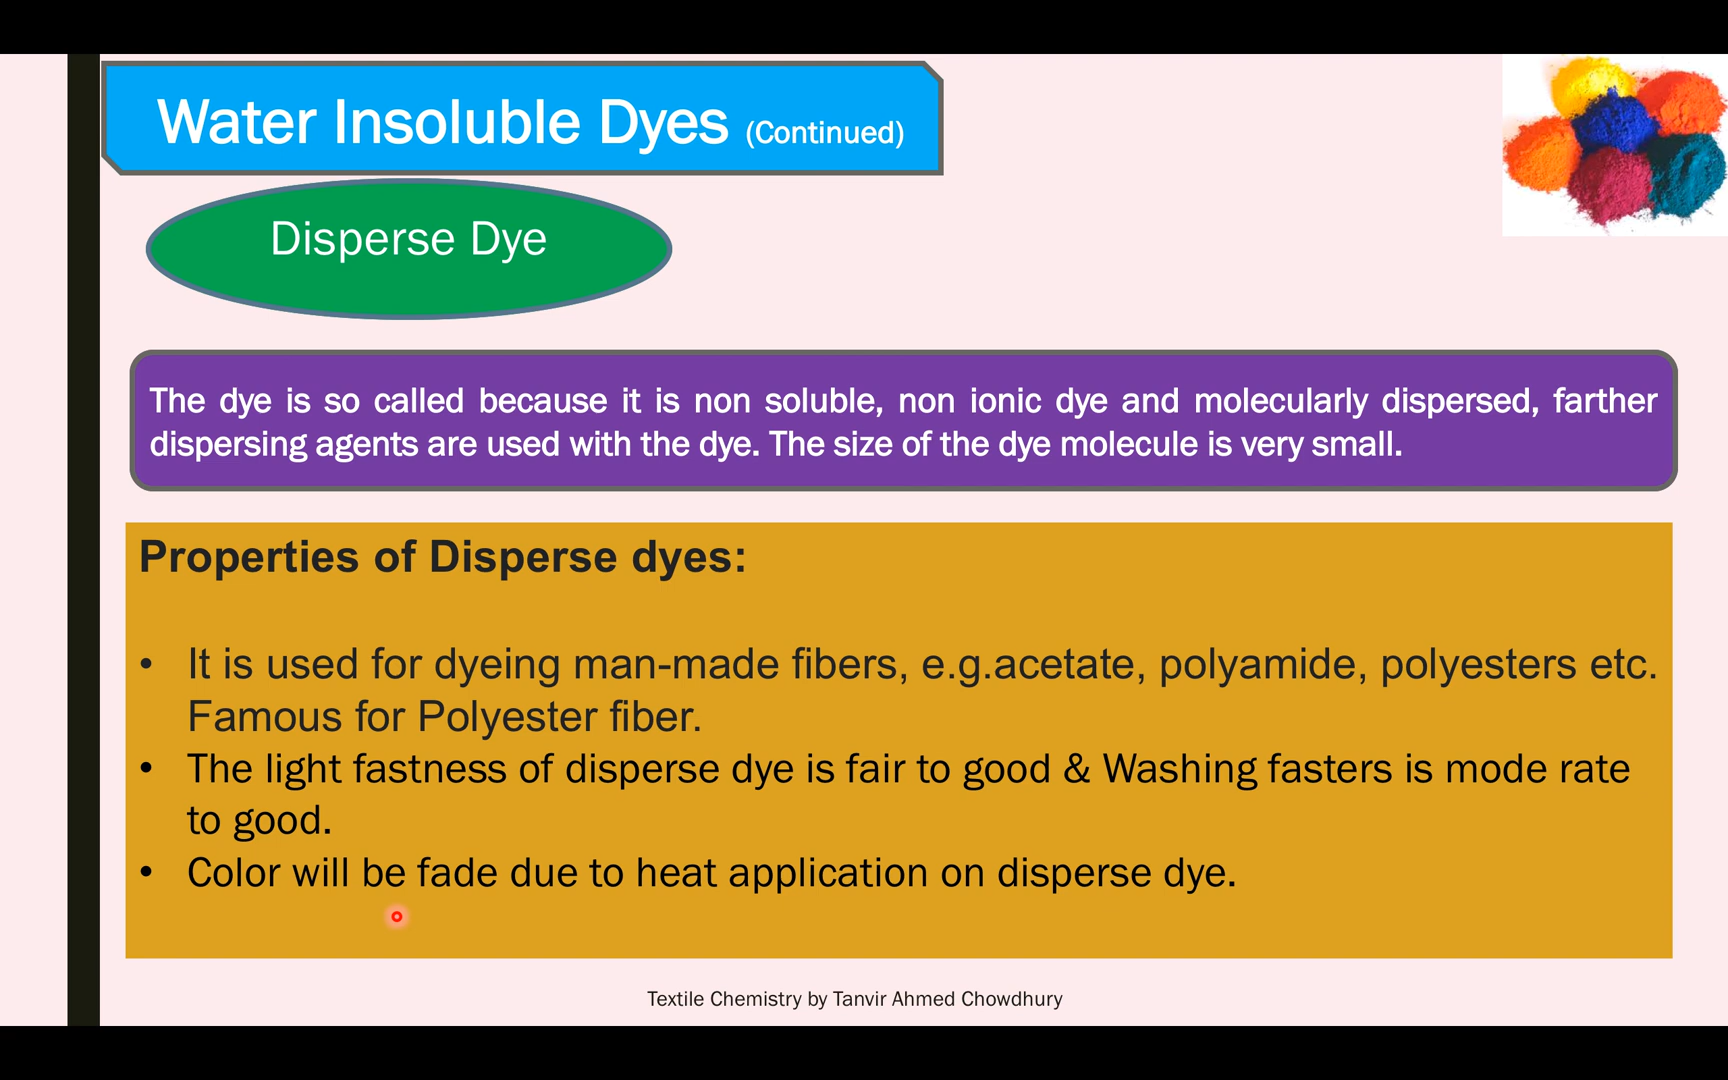 Water Insoluble Dyes (Continued)
Disperse Dye
The dye is so called because it is non soluble, non ionic dye and molecularly dispersed, farther
dispersing agents are used with the dye. The size of the dye molecule is very small.
Properties of Disperse dyes:
• It is used for dyeing man-made fibers, e.g.acetate, polyamide, polyesters etc.
Famous for Polyester fiber.
• The light fastness of disperse dye is fair to good & Washing fasters is mode rate
to good.
• Color will be fade due to heat application on disperse dye.
Textile Chemistry by Tanvir Ahmed Chowdhury